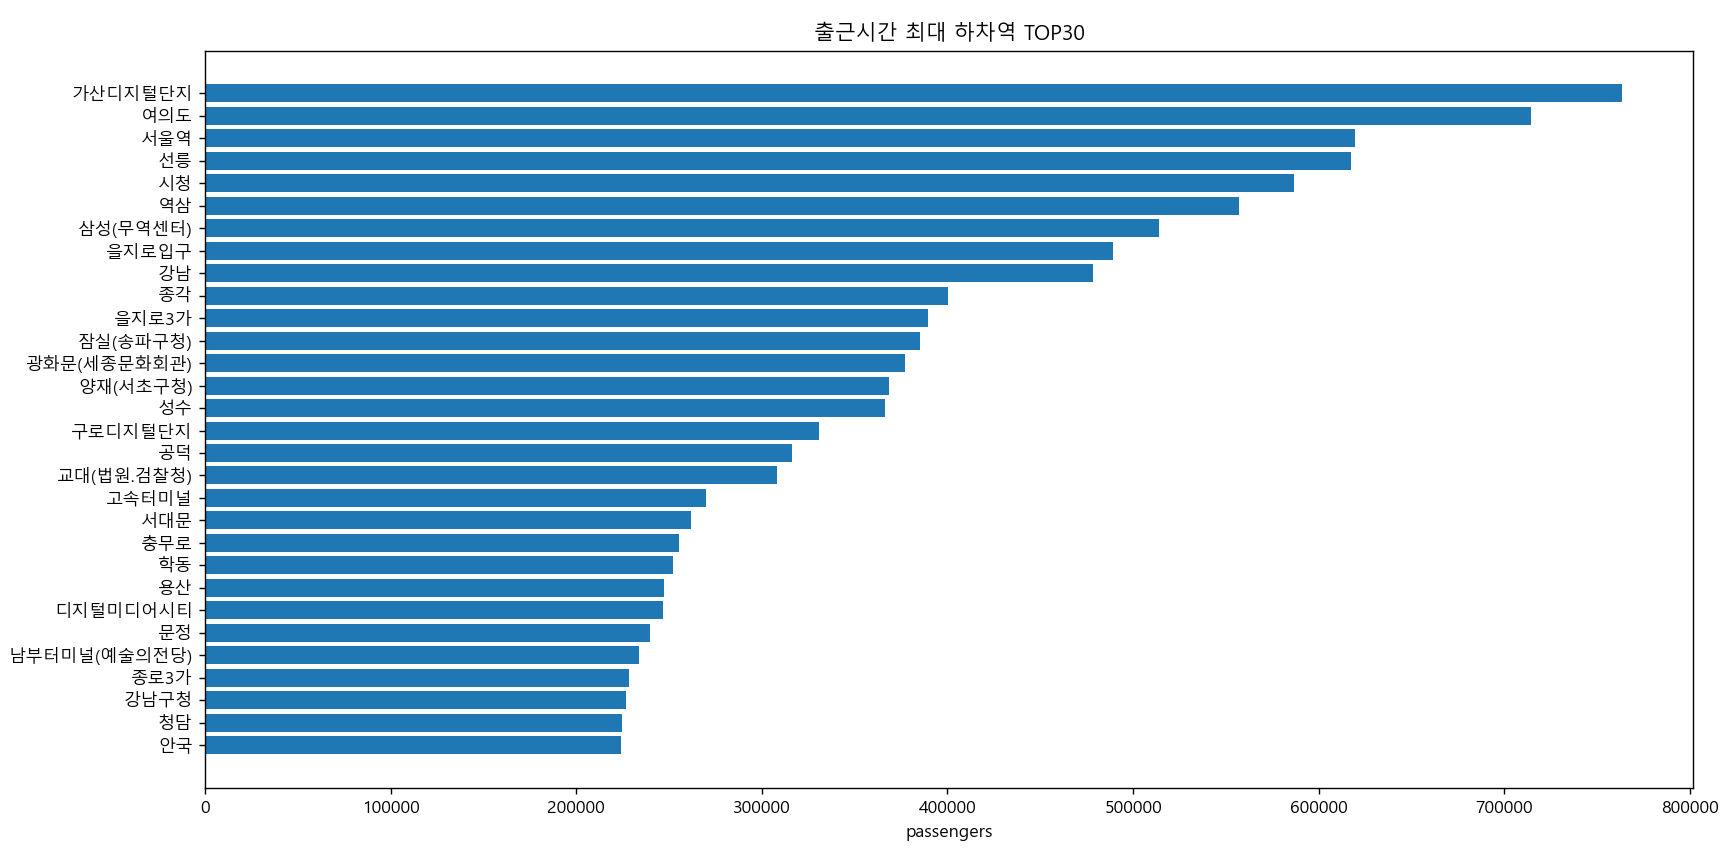 출근시간 최대 하차역 TOP30
가산디지털단지
여의도
서울역
선릉
시청
역삼
삼성(무역센터)
을지로입구
강남
종각
을지로3가
잠실(송파구청)
광화문(세종문화회관)
양재(서초구청)
성수
구로디지털단지
공덕
교대(법원.검찰청)
고속터미널
서대문
충무로
학동
용산
디지털미디어시티
문정
남부터미널(예술의전당)
종로3가
강남구청
청담
안국
0 100000 200000 300000 400000 500000 600000 700000 800000
passengers